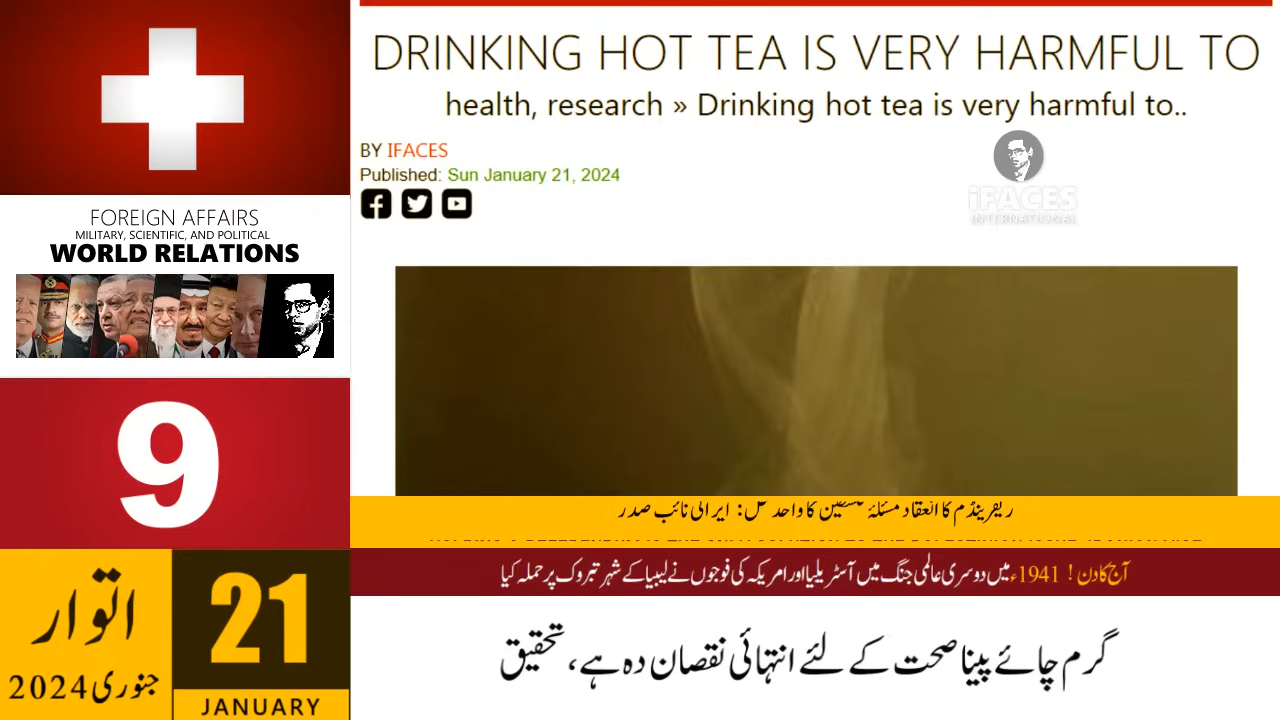 DRINKING HOT TEA IS VERY HARMFUL TO
health, research » Drinking hot tea is very harmful to..
BY IFACES
Published: Sun January 21, 2024
iFACES
INTERNATIONAL
FOREIGN AFFAIRS
MILITARY, SCIENTIFIC, AND POLITICAL
WORLD RELATIONS
9
ریفرینڈم کا انعقاد مسئلۂ فلسطین کا واحد حل: ایرانی نائب صدر
آج کا دن ! 1941ء میں دوسری عالمی جنگ میں آسٹریلیا اور امریکہ کی فوجوں نے لیبیا کے شہر تبروک پر حملہ کیا
گرم چائے پینا صحت کے لئے انتہائی نقصان دہ ہے، تحقیق
اتوار
جنوری 2024
21
JANUARY